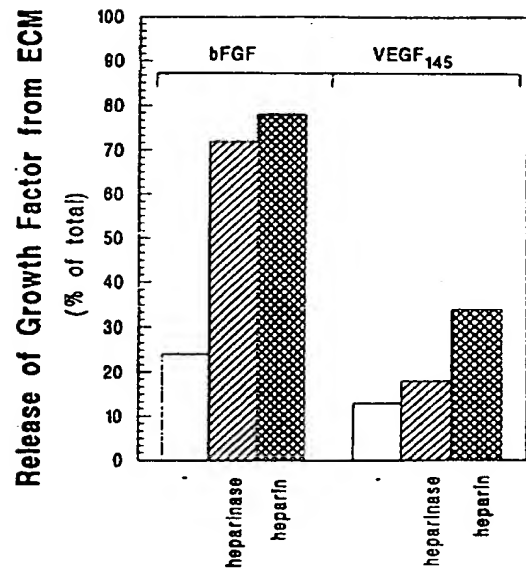 Release of Growth Factor from ECM
(% of total)
100
90
80
70
60
50
40
30
20
10
0
bFGF
VEGF145
-
heparinase
heparin
-
heparinase
heparin